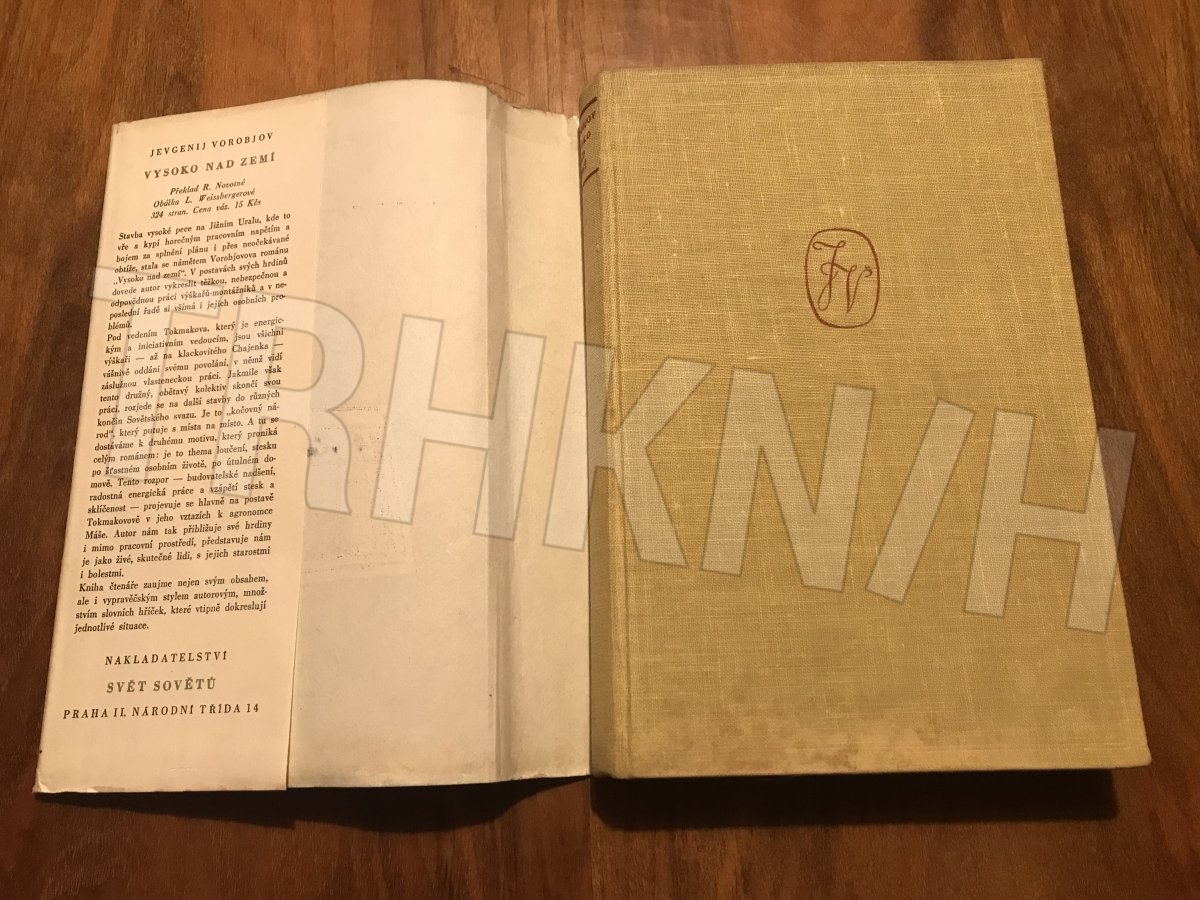 JEVGENIJ VOROBJOV
VYSOKO NAD ZEMÍ
Překlad R. Novotné
Obálka L. Weissbergerové
324 stran. Cena váz. 15 Kčs
Stavba vysoké pece na Jižním Uralu, kde to
vře a kypí horečným pracovním napětím a
bojem za splnění plánu i přes neočekávané
obtíže, stala se námětem Vorobjovova románu
„Vysoko nad zemí“. V postavách svých hrdinů
dovede autor vykreslit těžkou, nebezpečnou a
odpovědnou práci výškařů-montážníků a v ne-
poslední řadě si všímá i jejich osobních pro-
blémů.
Pod vedením Tokmakova, který je energic-
kým a iniciativním vedoucím, jsou všichni
výškaři — až na klackovitého Chajenka —
vášnivě oddáni svému povolání, v němž vidí
záslužnou vlasteneckou práci. Jakmile však
tento družný, obětavý kolektiv skončí svou
práci, rozjede se na další stavby do různých
končin Sovětského svazu. Je to „kočovný ná-
rod“, který putuje s místa na místo. A tu se
dostáváme k druhému motivu, který proniká
celým románem: je to thema loučení, stesku
po šťastném osobním životě, po útulném do-
mově. Tento rozpor — budovatelské nadšení,
radostná energická práce a vzápětí stesk a
sklíčenost — projevuje se hlavně na postavě
Tokmakovově v jeho vztazích k agronomce
Máše. Autor nám tak přibližuje své hrdiny
i mimo pracovní prostředí, představuje nám
je jako živé, skutečné lidi, s jejich starostmi
i bolestmi.
Kniha čtenáře zaujme nejen svým obsahem,
ale i vypravěčským stylem autorovým, množ-
stvím slovních hříček, které vtipně dokreslují
jednotlivé situace.
NAKLADATELSTVÍ
SVĚT SOVĚTŮ
PRAHA II, NÁRODNÍ TŘÍDA 14
JV
TRHKNIH